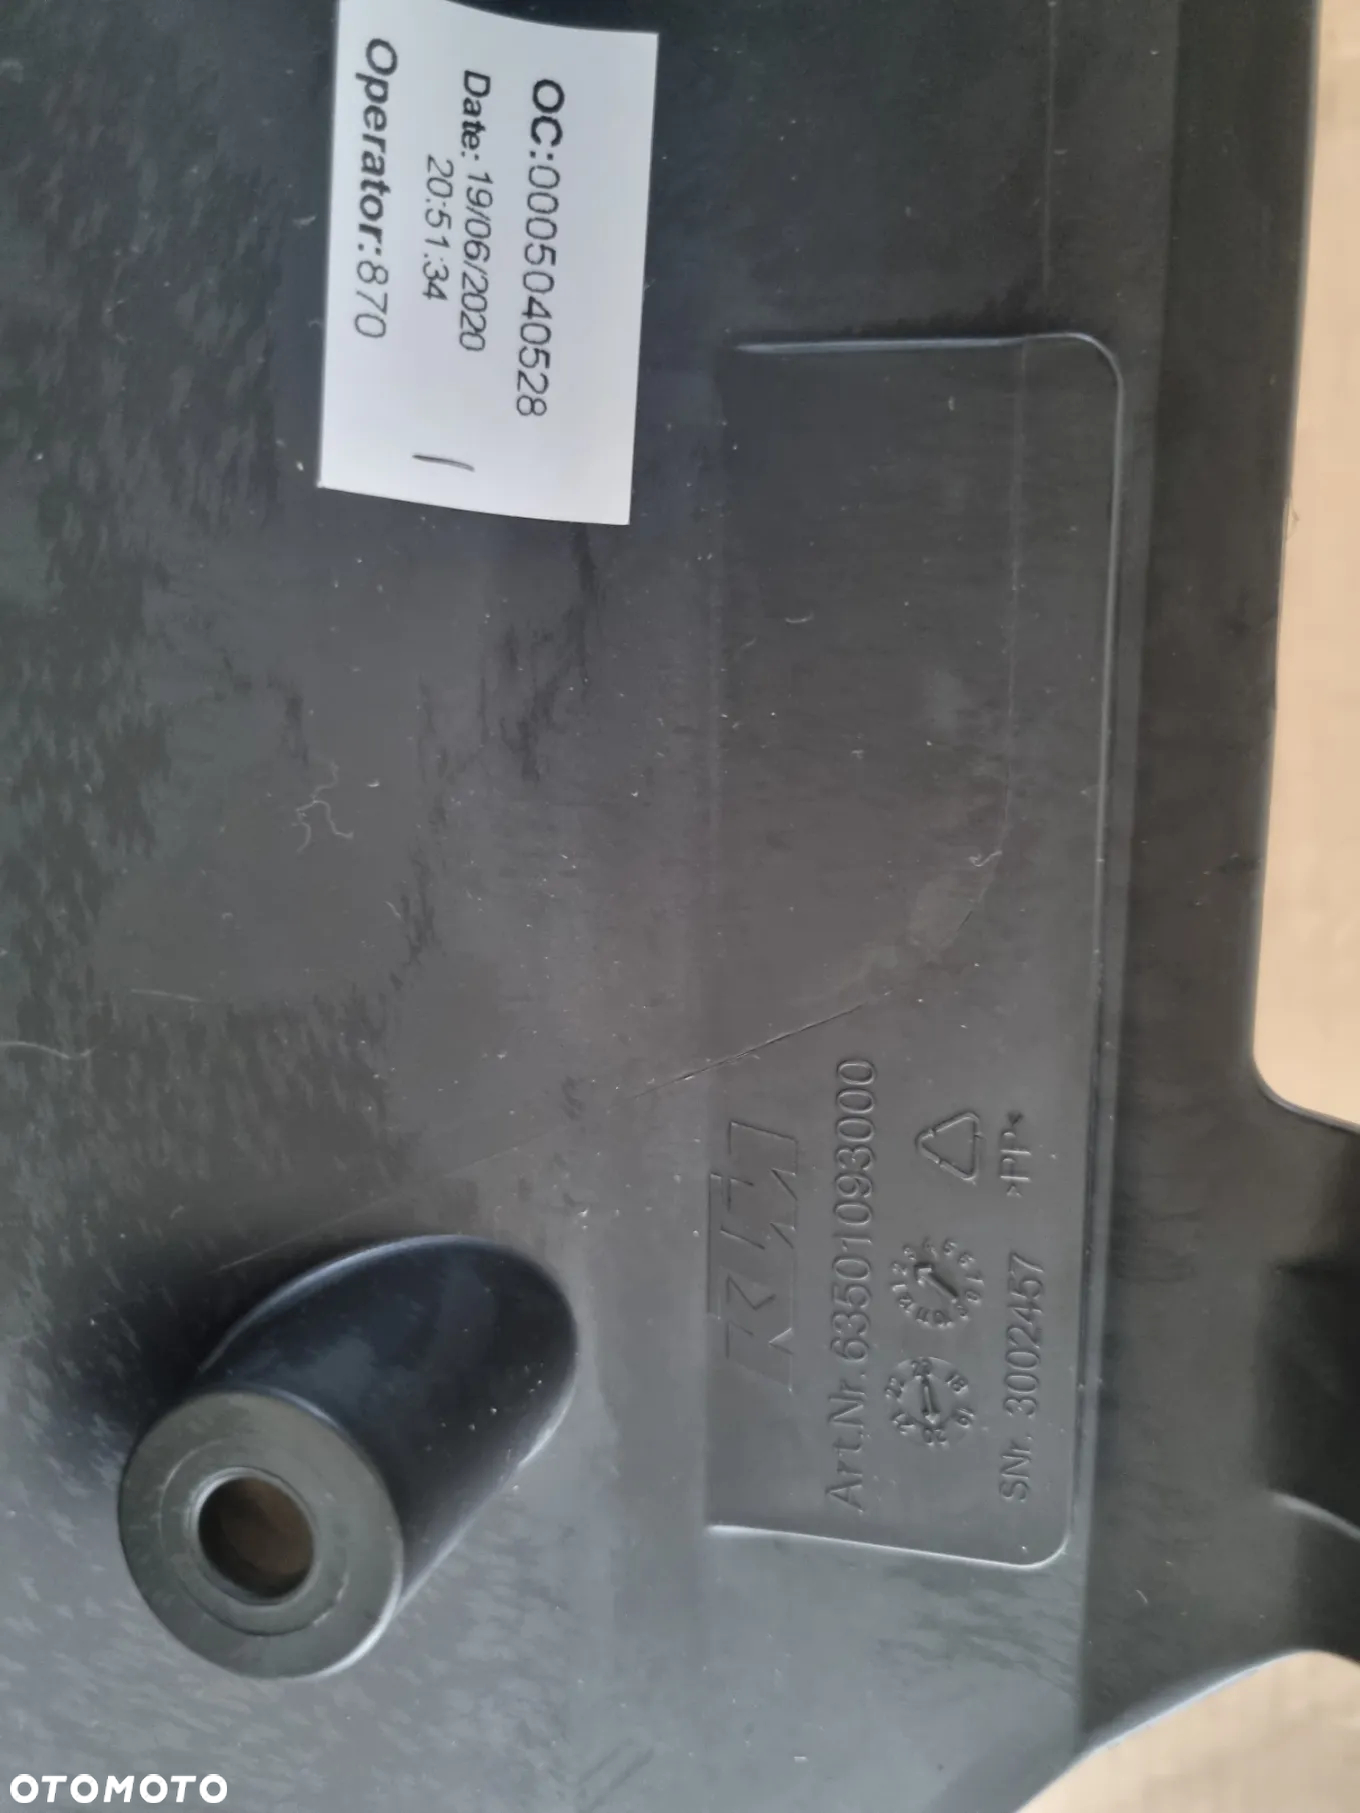 OC:0005040528
Date: 19/06/2020
20:51:34
Operator:870
KTM
Art.Nr.63501093000
>PP<
SNr. 3002457
OTOMOTO